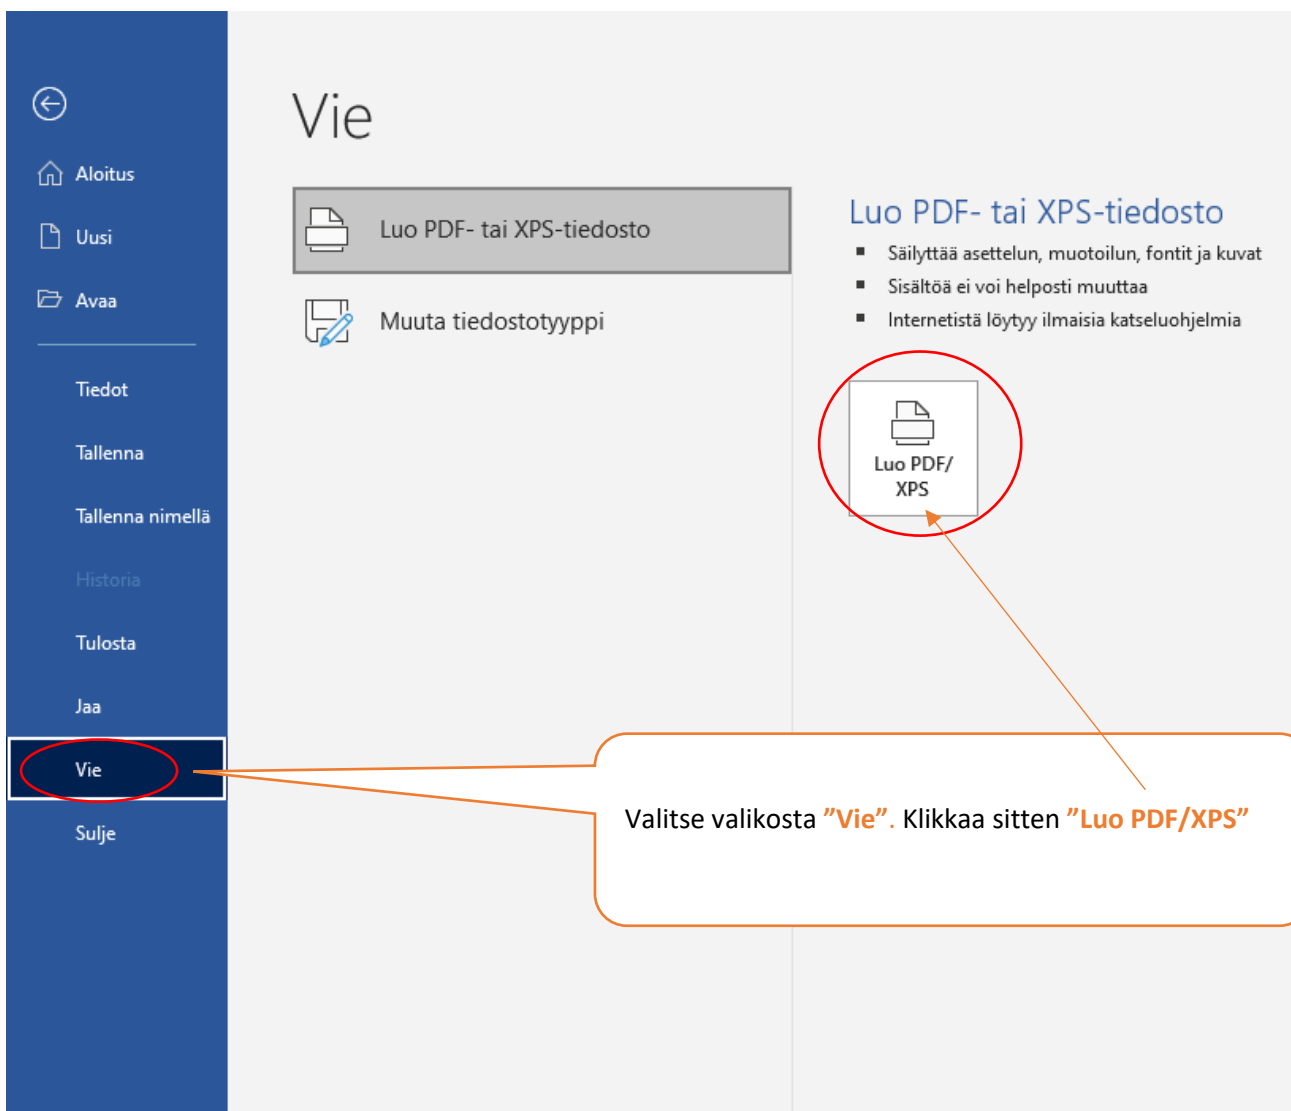 Vie
Aloitus
Uusi
Avaa
Tiedot
Tallenna
Tallenna nimellä
Historia
Tulosta
Jaa
Vie
Sulje
Luo PDF- tai XPS-tiedosto
Muuta tiedostotyyppi
Luo PDF- tai XPS-tiedosto
▪ Säilyttää asettelun, muotoilun, fontit ja kuvat
▪ Sisältöä ei voi helposti muuttaa
▪ Internetistä löytyy ilmaisia katseluohjelmia
Luo PDF/
XPS
Valitse valikosta ”Vie”. Klikkaa sitten ”Luo PDF/XPS”